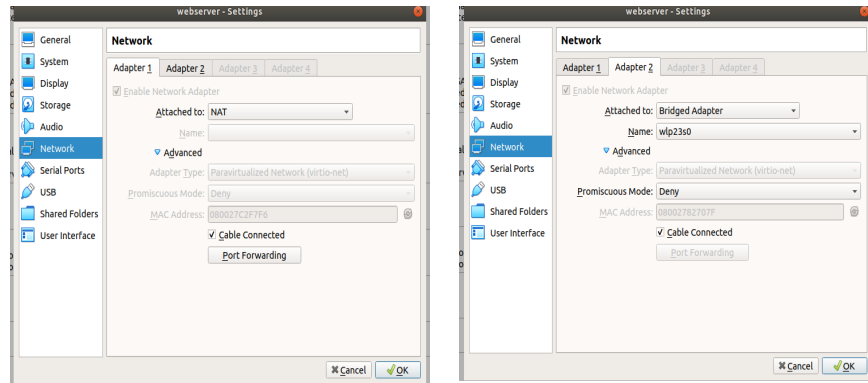 webserver - Settings
General
System
Display
Storage
Audio
Network
Serial Ports
USB
Shared Folders
User Interface
Network
Adapter 1 Adapter 2 Adapter 3 Adapter 4
Enable Network Adapter
Attached to: NAT
Name:
Advanced
Adapter Type: Paravirtualized Network (virtio-net)
Promiscuous Mode: Deny
MAC Address: 080027C2F7F6
Cable Connected
Port Forwarding
Cancel OK
webserver - Settings
General
System
Display
Storage
Audio
Network
Serial Ports
USB
Shared Folders
User Interface
Network
Adapter 1 Adapter 2 Adapter 3 Adapter 4
Enable Network Adapter
Attached to: Bridged Adapter
Name: wlp23s0
Advanced
Adapter Type: Paravirtualized Network (virtio-net)
Promiscuous Mode: Deny
MAC Address: 08002782707F
Cable Connected
Port Forwarding
Cancel OK